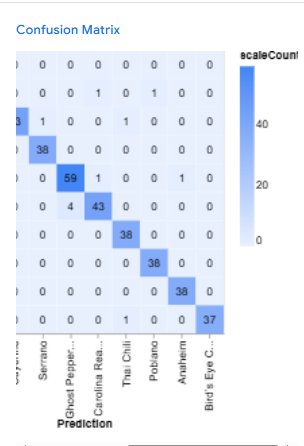 Confusion Matrix
scaleCount
0 0 0 0 0 0 0
0 0 1 0 1 0 0
3 1 0 0 1 0 0 0
38 0 0 0 0 0 0
0 59 1 0 0 1 0
0 4 43 0 0 0 0
0 0 0 38 0 0 0
0 0 0 0 38 0 0
0 0 0 0 0 38 0
0 0 0 1 0 0 37
40
20
0
Serrano
Ghost Pepper...
Carolina Rea...
Thai Chili
Poblano
Anaheim
Bird's Eye C...
Prediction